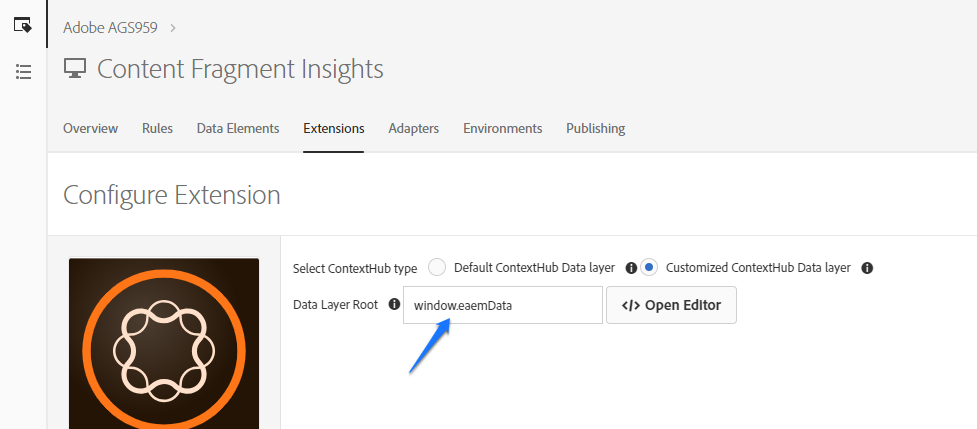 Adobe AGS959 >
Content Fragment Insights
Overview Rules Data Elements Extensions Adapters Environments Publishing
Configure Extension
Select ContextHub type Default ContextHub Data layer Customized ContextHub Data layer
Data Layer Root window.eaemData </> Open Editor